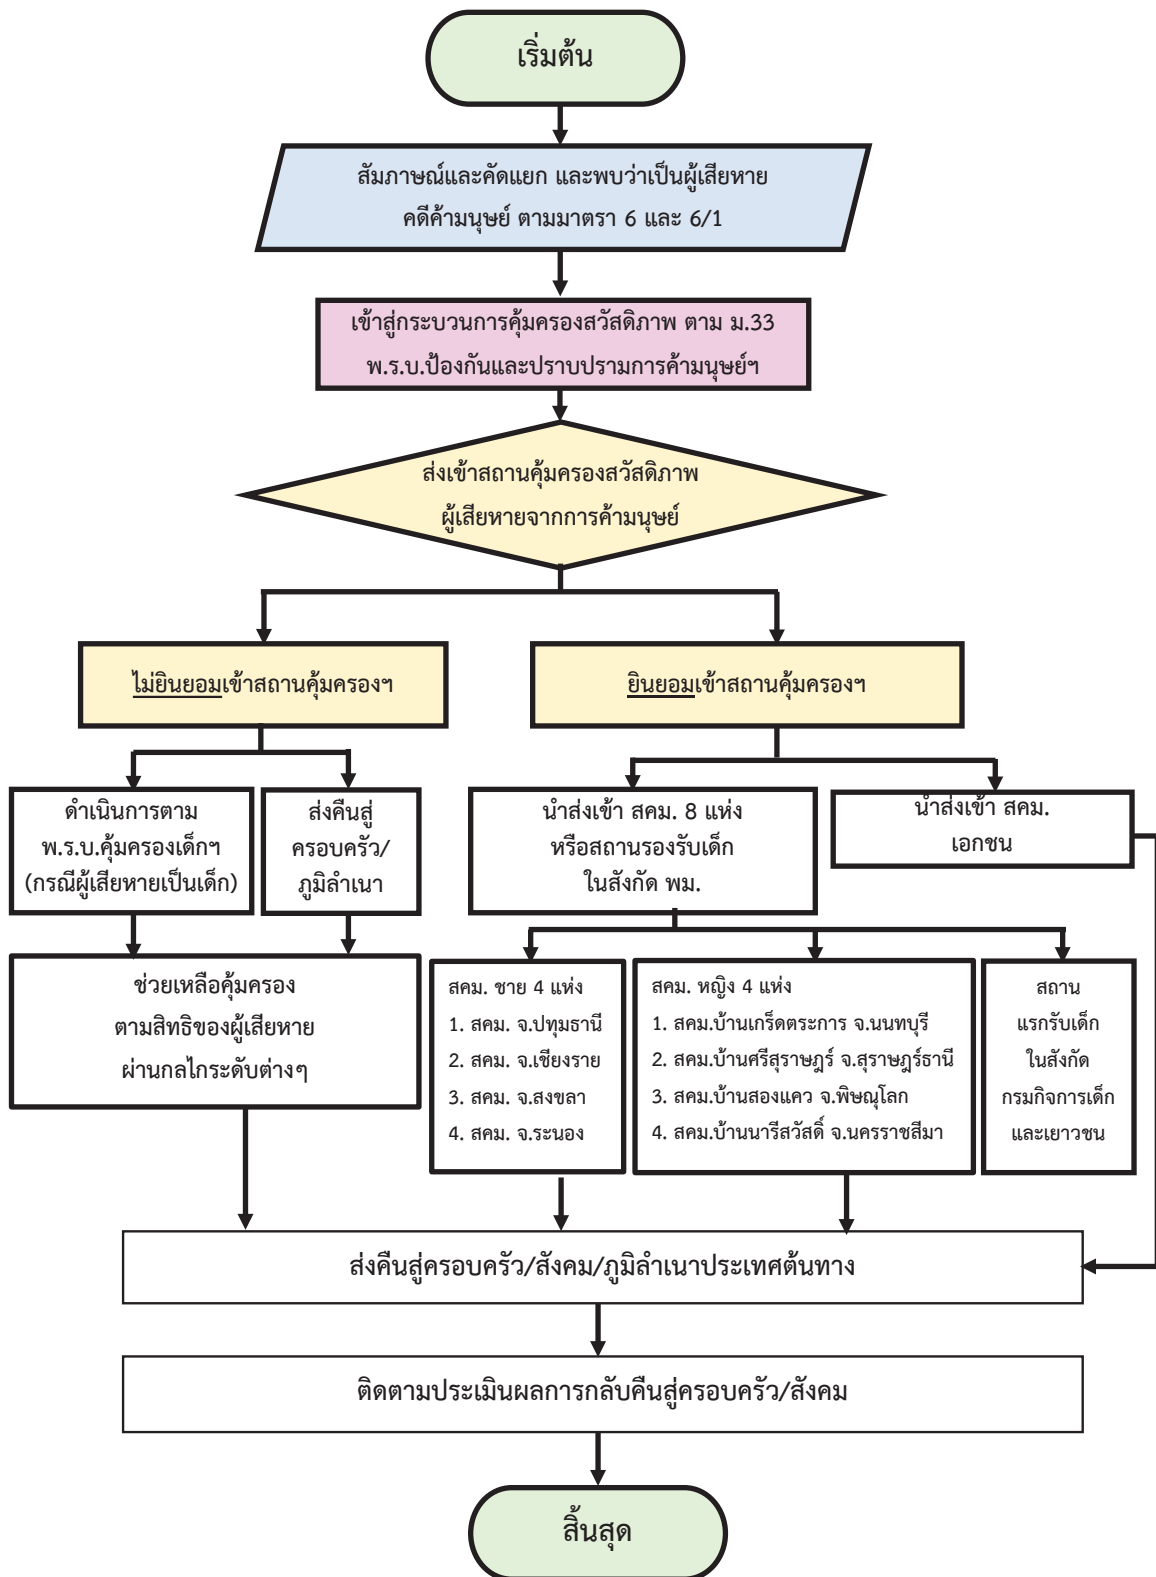 เริ่มต้น
สัมภาษณ์และคัดแยก และพบว่าเป็นผู้เสียหาย
คดีค้ามนุษย์ ตามมาตรา 6 และ 6/1
เข้าสู่กระบวนการคุ้มครองสวัสดิภาพ ตาม ม.33
พ.ร.บ.ป้องกันและปราบปรามการค้ามนุษย์ฯ
ส่งเข้าสถานคุ้มครองสวัสดิภาพ
ผู้เสียหายจากการค้ามนุษย์
ไม่ยินยอมเข้าสถานคุ้มครองฯ
ยินยอมเข้าสถานคุ้มครองฯ
ดำเนินการตาม
พ.ร.บ.คุ้มครองเด็กฯ
(กรณีผู้เสียหายเป็นเด็ก)
ส่งคืนสู่
ครอบครัว/
ภูมิลำเนา
นำส่งเข้า สคม. 8 แห่ง
หรือสถานรองรับเด็ก
ในสังกัด พม.
นำส่งเข้า สคม.
เอกชน
ช่วยเหลือคุ้มครอง
ตามสิทธิของผู้เสียหาย
ผ่านกลไกระดับต่างๆ
สคม. ชาย 4 แห่ง
1. สคม. จ.ปทุมธานี
2. สคม. จ.เชียงราย
3. สคม. จ.สงขลา
4. สคม. จ.ระนอง
สคม. หญิง 4 แห่ง
1. สคม.บ้านเกร็ดตระการ จ.นนทบุรี
2. สคม.บ้านศรีสุราษฎร์ จ.สุราษฎร์ธานี
3. สคม.บ้านสองแคว จ.พิษณุโลก
4. สคม.บ้านนารีสวัสดิ์ จ.นครราชสีมา
สถาน
แรกรับเด็ก
ในสังกัด
กรมกิจการเด็ก
และเยาวชน
ส่งคืนสู่ครอบครัว/สังคม/ภูมิลำเนาประเทศต้นทาง
ติดตามประเมินผลการกลับคืนสู่ครอบครัว/สังคม
สิ้นสุด